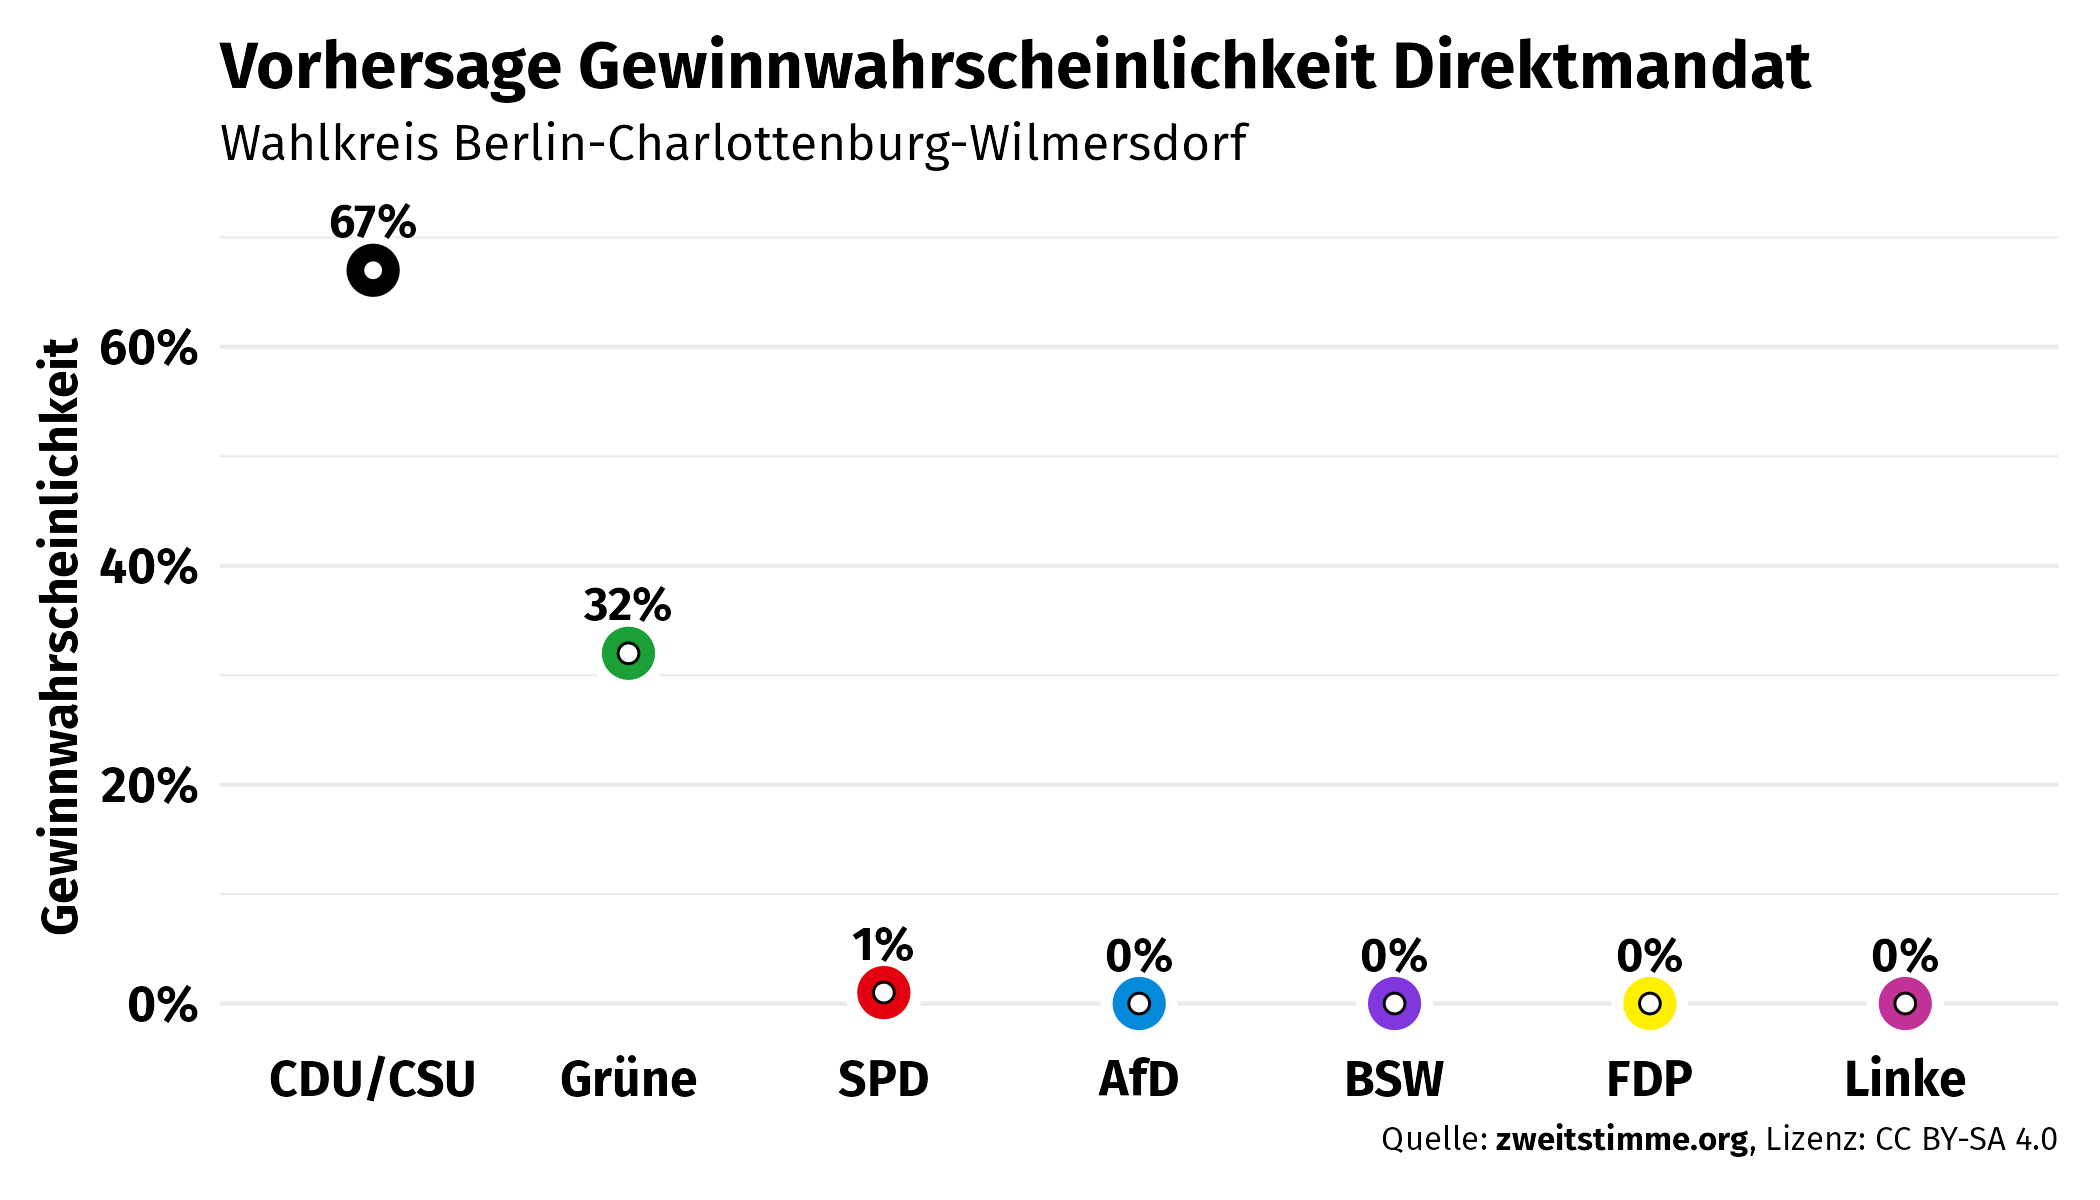 Vorhersage Gewinnwahrscheinlichkeit Direktmandat
Wahlkreis Berlin-Charlottenburg-Wilmersdorf
Gewinnwahrscheinlichkeit
60%
40%
20%
0%
67%
32%
1%
0%
0%
0%
0%
CDU/CSU
Grüne
SPD
AfD
BSW
FDP
Linke
Quelle: zweitstimme.org, Lizenz: CC BY-SA 4.0